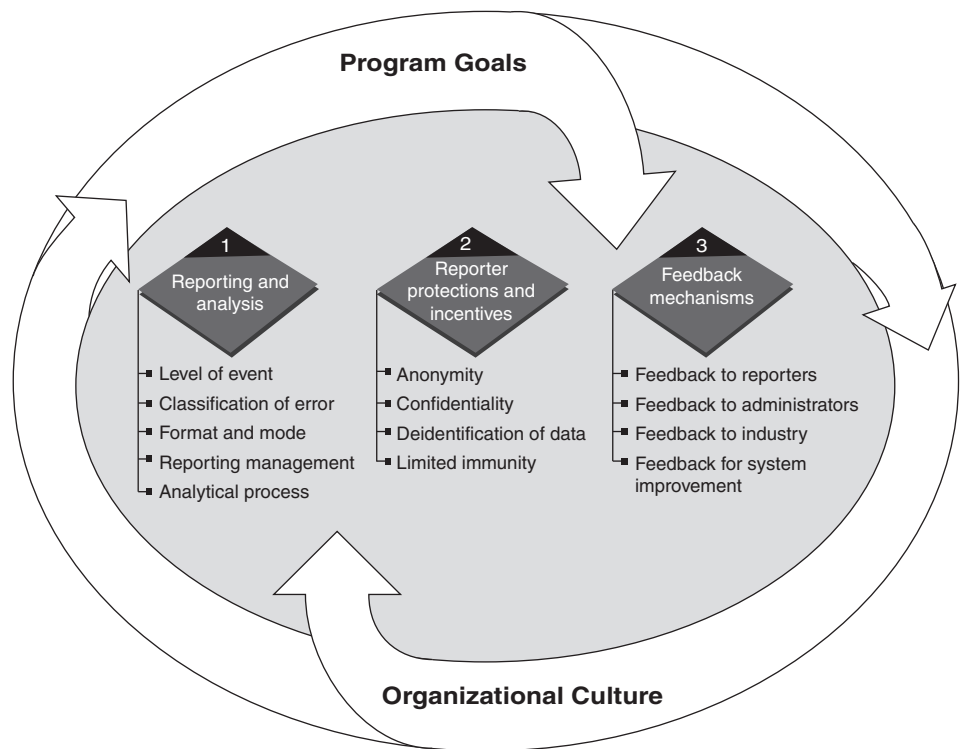 Program Goals
1
Reporting and
analysis
Level of event
Classification of error
Format and mode
Reporting management
Analytical process
2
Reporter
protections and
incentives
Anonymity
Confidentiality
Deidentification of data
Limited immunity
3
Feedback
mechanisms
Feedback to reporters
Feedback to administrators
Feedback to industry
Feedback for system
improvement
Organizational Culture